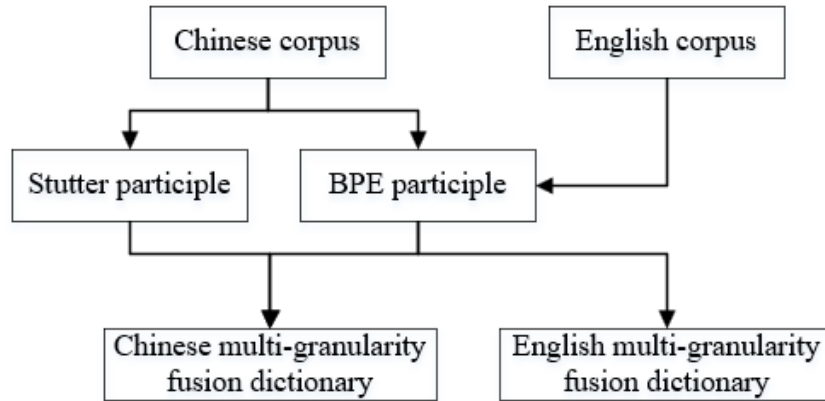 Chinese corpus
English corpus
Stutter participle
BPE participle
Chinese multi-granularity
fusion dictionary
English multi-granularity
fusion dictionary